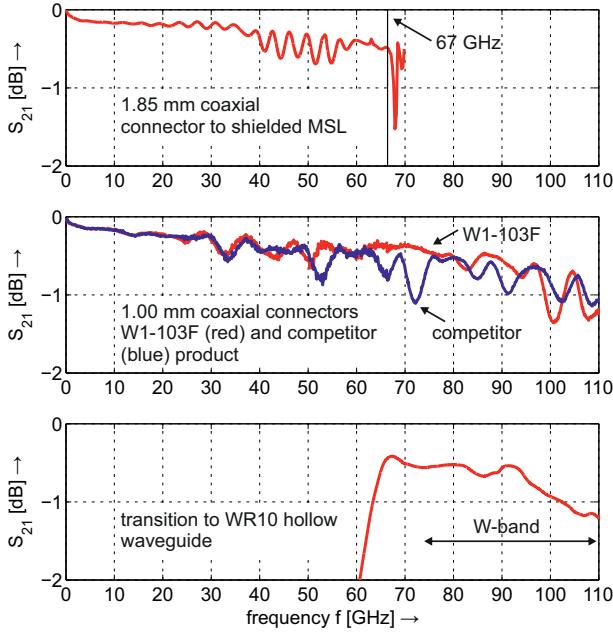 0
−1
−2
S21 [dB] →
67 GHz
1.85 mm coaxial
connector to shielded MSL
0 10 20 30 40 50 60 70 80 90 100 110
0
−1
−2
S21 [dB] →
W1-103F
competitor
1.00 mm coaxial connectors
W1-103F (red) and competitor
(blue) product
0 10 20 30 40 50 60 70 80 90 100 110
0
−1
−2
S21 [dB] →
transition to WR10 hollow
waveguide
W-band
0 10 20 30 40 50 60 70 80 90 100 110
frequency f [GHz] →